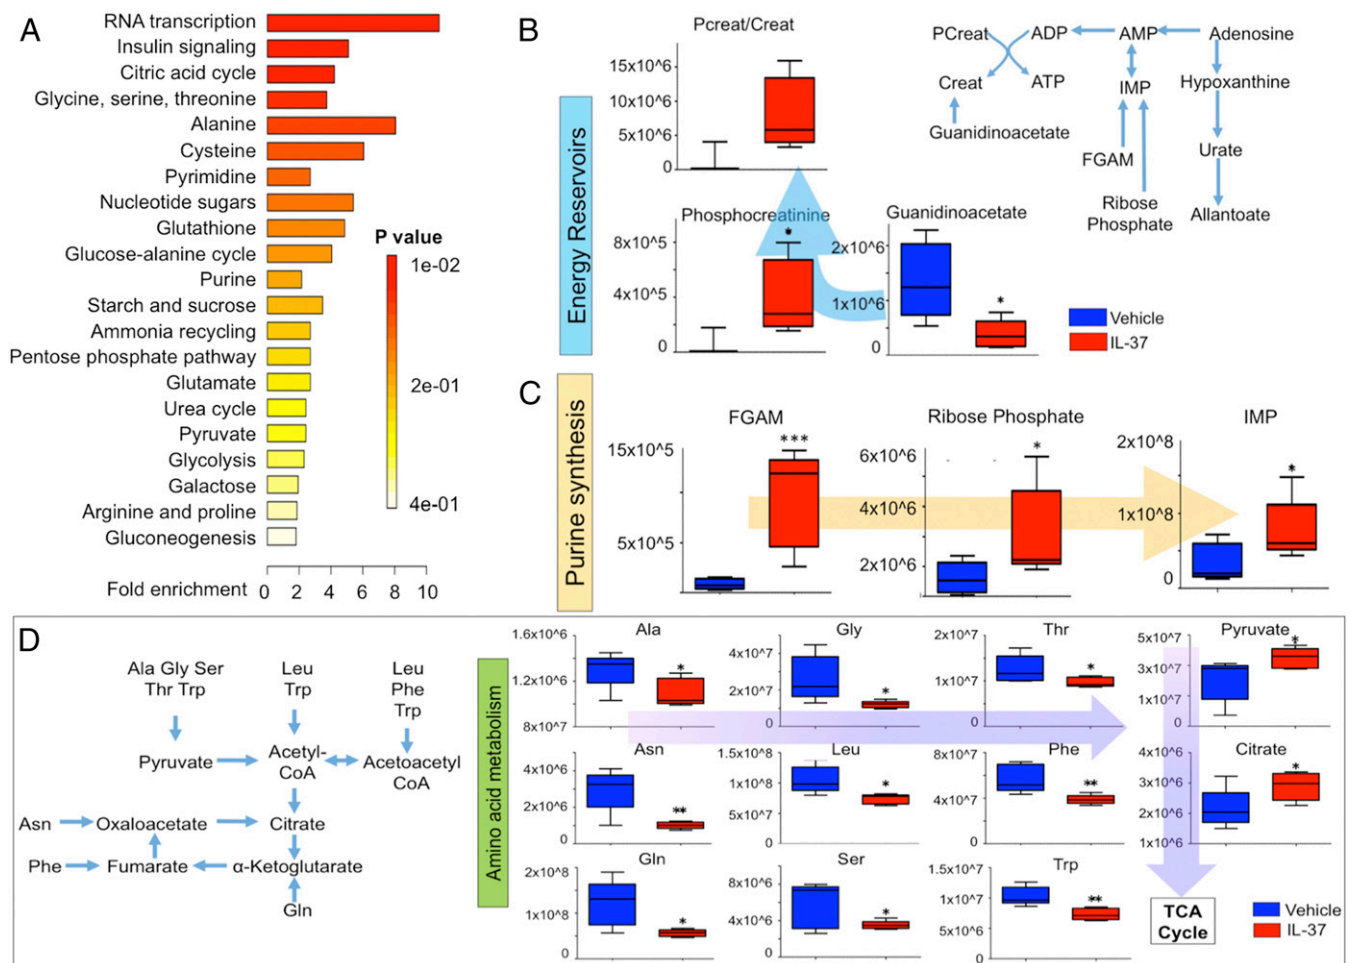 A
RNA transcription
Insulin signaling
Citric acid cycle
Glycine, serine, threonine
Alanine
Cysteine
Pyrimidine
Nucleotide sugars
Glutathione
Glucose-alanine cycle
Purine
Starch and sucrose
Ammonia recycling
Pentose phosphate pathway
Glutamate
Urea cycle
Pyruvate
Glycolysis
Galactose
Arginine and proline
Gluconeogenesis
Fold enrichment
0 2 4 6 8 10
P value
1e-02
2e-01
4e-01
B
Energy Reservoirs
Pcreat/Creat
15x10^6
10x10^6
5x10^6
0
Phosphocreatinine
8x10^5
4x10^5
0
*
Guanidinoacetate
2x10^6
1x10^6
0
*
PCreat ADP AMP Adenosine
Creat ATP IMP Hypoxanthine
Guanidinoacetate
FGAM
Urate
Ribose
Phosphate
Allantoate
Vehicle
IL-37
C
Purine synthesis
FGAM
15x10^5
5x10^5
***
Ribose Phosphate
6x10^6
4x10^6
2x10^6
*
IMP
2x10^8
1x10^8
0
*
D
Ala Gly Ser
Thr Trp
Leu
Trp
Leu
Phe
Trp
Pyruvate
Acetyl-
CoA
Acetoacetyl
CoA
Asn Oxaloacetate Citrate
Phe Fumarate α-Ketoglutarate
Gln
Amino acid metabolism
Ala
1.6x10^6
1.2x10^6
8x10^7
*
Gly
4x10^7
2x10^7
0
*
Thr
2x10^7
1x10^7
0
*
Pyruvate
5x10^7
3x10^7
1x10^7
0
*
Asn
4x10^6
2x10^6
0
**
Leu
1.5x10^8
1.0x10^8
5x10^7
0
*
Phe
8x10^7
4x10^7
0
**
Citrate
4x10^6
3x10^6
2x10^6
1x10^6
*
Gln
2x10^8
1x10^8
0
*
Ser
8x10^6
4x10^6
0
*
Trp
1.5x10^7
1x10^7
5x10^6
0
**
TCA
Cycle
Vehicle
IL-37